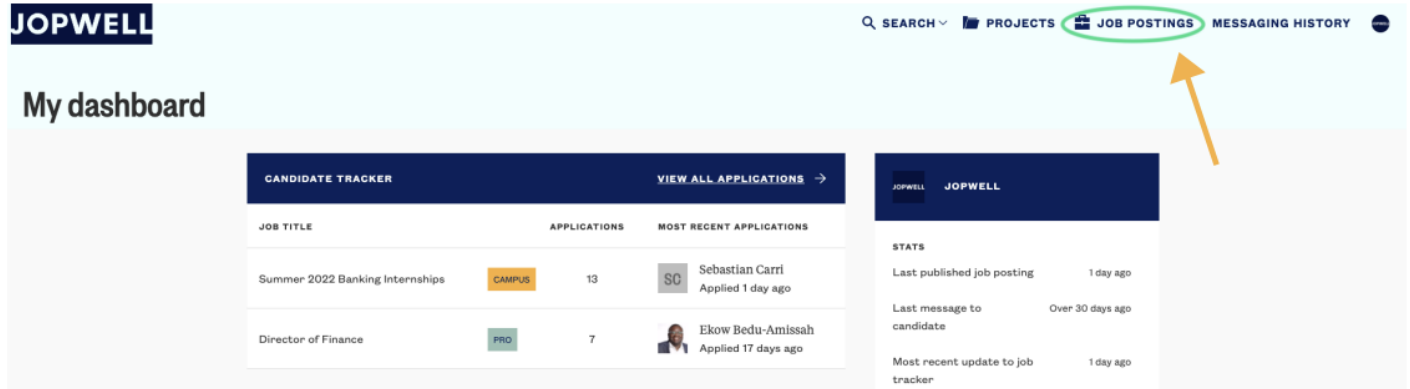 JOPWELL
SEARCH PROJECTS JOB POSTINGS MESSAGING HISTORY
My dashboard
CANDIDATE TRACKER VIEW ALL APPLICATIONS →
JOB TITLE APPLICATIONS MOST RECENT APPLICATIONS
Summer 2022 Banking Internships CAMPUS 13 SC Sebastian Carri
Applied 1 day ago
Director of Finance PRO 7 Ekow Bedu-Amissah
Applied 17 days ago
JOPWELL JOPWELL
STATS
Last published job posting 1 day ago
Last message to Over 30 days ago
candidate
Most recent update to job 1 day ago
tracker